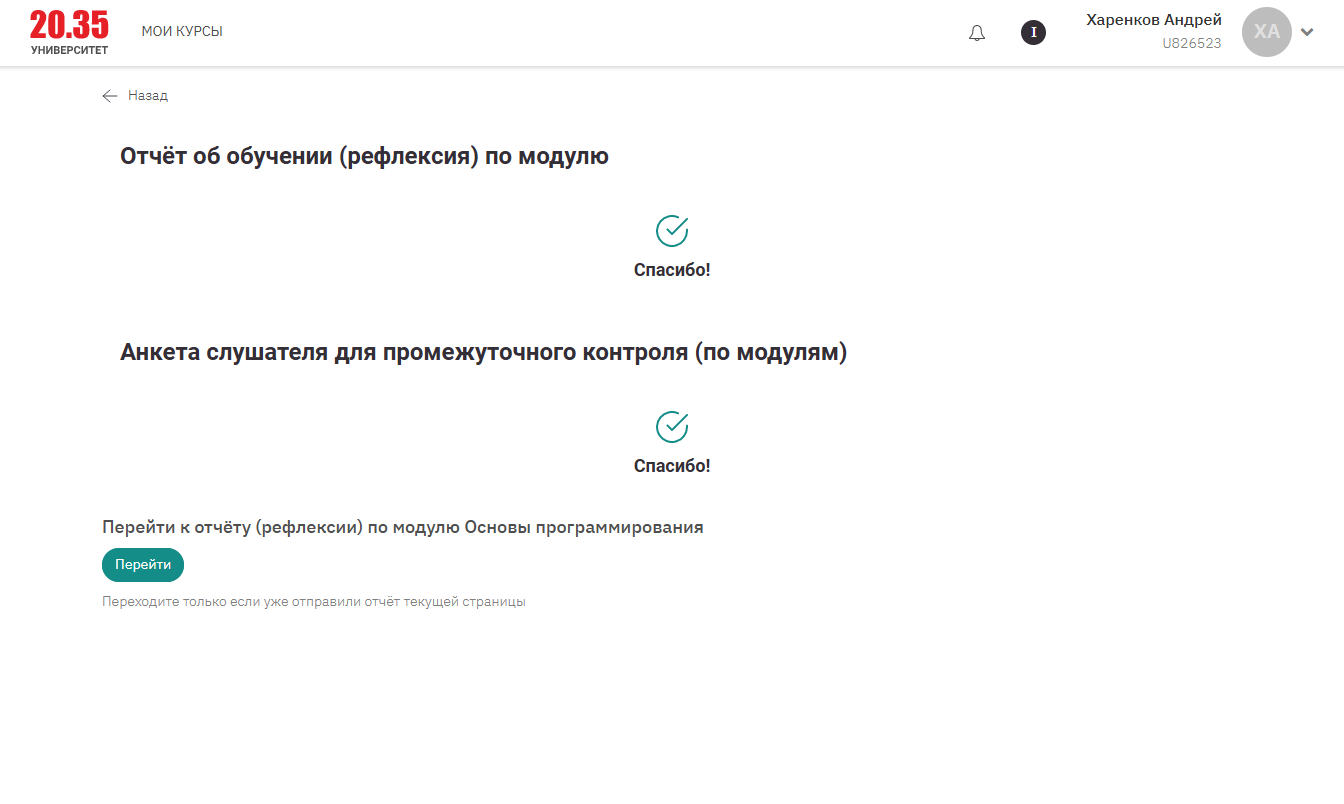 20.35
УНИВЕРСИТЕТ
МОИ КУРСЫ
I
Харенков Андрей
U826523
ХА
Назад
Отчёт об обучении (рефлексия) по модулю
Спасибо!
Анкета слушателя для промежуточного контроля (по модулям)
Спасибо!
Перейти к отчёту (рефлексии) по модулю Основы программирования
Перейти
Переходите только если уже отправили отчёт текущей страницы